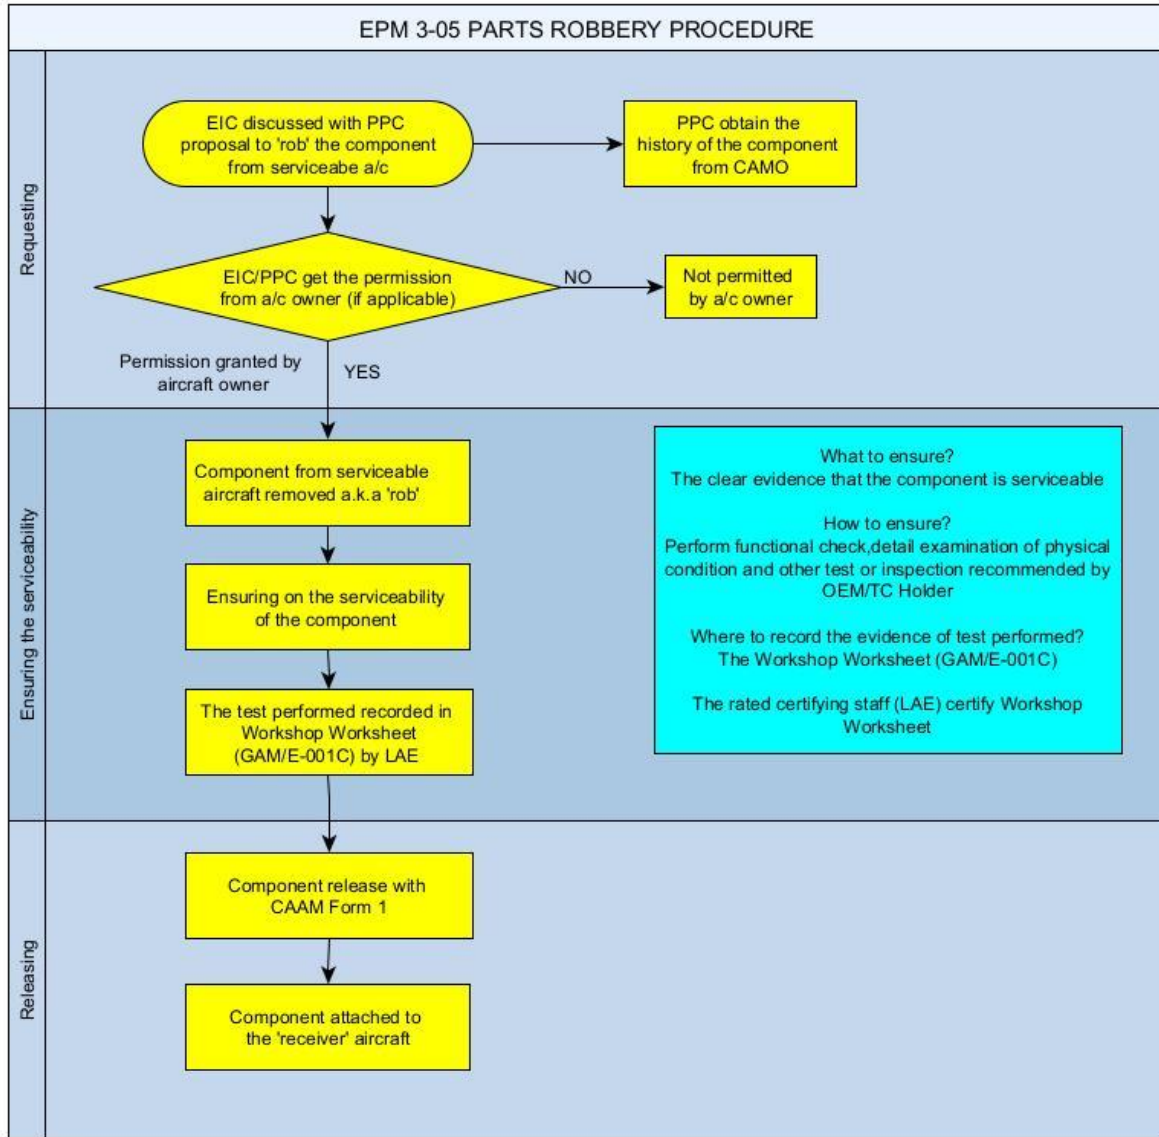 EPM 3-05 PARTS ROBBERY PROCEDURE
Requesting
EIC discussed with PPC
proposal to 'rob' the component
from serviceabe a/c
PPC obtain the
history of the component
from CAMO
EIC/PPC get the permission
from a/c owner (if applicable)
NO
Not permitted
by a/c owner
Permission granted by
aircraft owner
YES
Ensuring the serviceability
Component from serviceable
aircraft removed a.k.a 'rob'
Ensuring on the serviceability
of the component
The test performed recorded in
Workshop Worksheet
(GAM/E-001C) by LAE
What to ensure?
The clear evidence that the component is serviceable
How to ensure?
Perform functional check,detail examination of physical
condition and other test or inspection recommended by
OEM/TC Holder
Where to record the evidence of test performed?
The Workshop Worksheet (GAM/E-001C)
The rated certifying staff (LAE) certify Workshop
Worksheet
Releasing
Component release with
CAAM Form 1
Component attached to
the 'receiver' aircraft